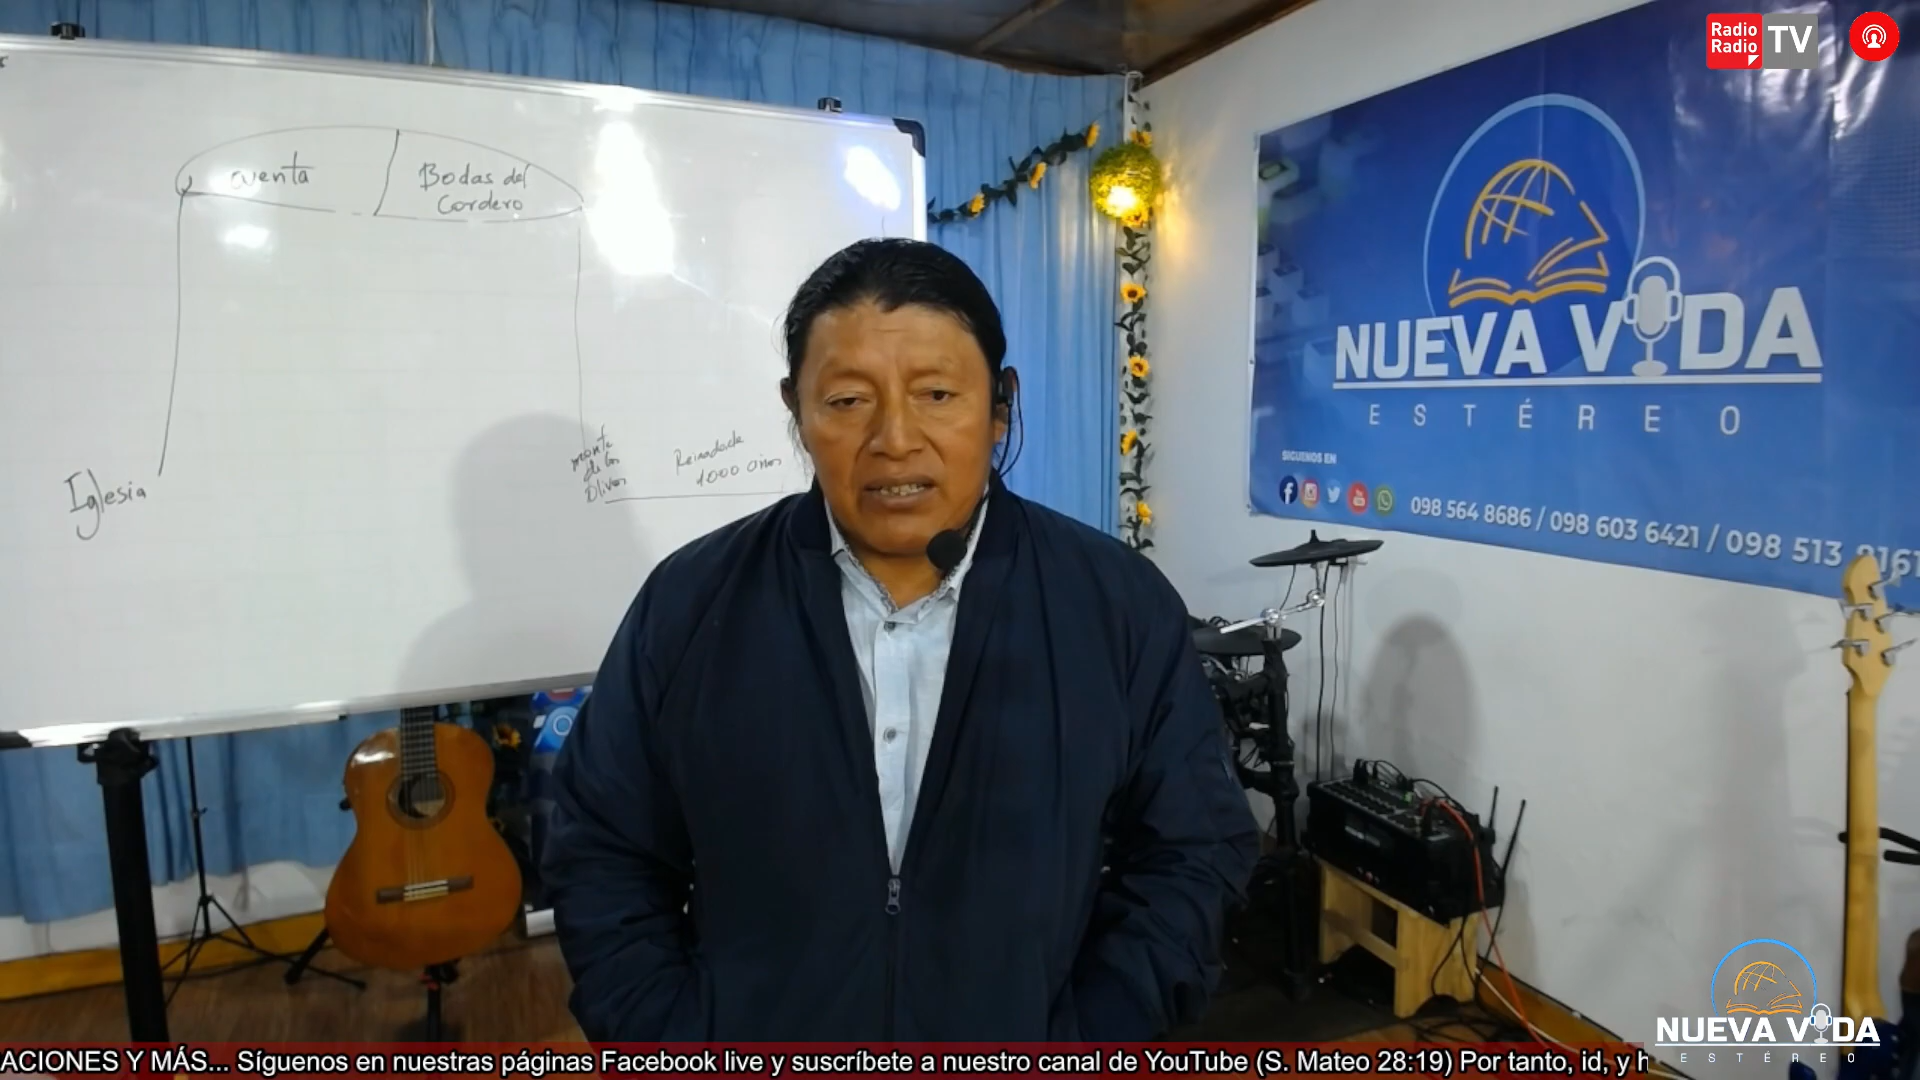 Radio
Radio
TV
cuenta
Bodas del
Cordero
Iglesia
monte
de los
Olivos
Reinado de
1000 años
NUEVA VIDA
ESTÉREO
SIGUENOS EN
098 564 8686 / 098 603 6421 / 098 513
NUEVA VIDA
ESTÉREO
ACIONES Y MÁS... Síguenos en nuestras páginas Facebook live y suscríbete a nuestro canal de YouTube (S. Mateo 28:19) Por tanto, id, y h